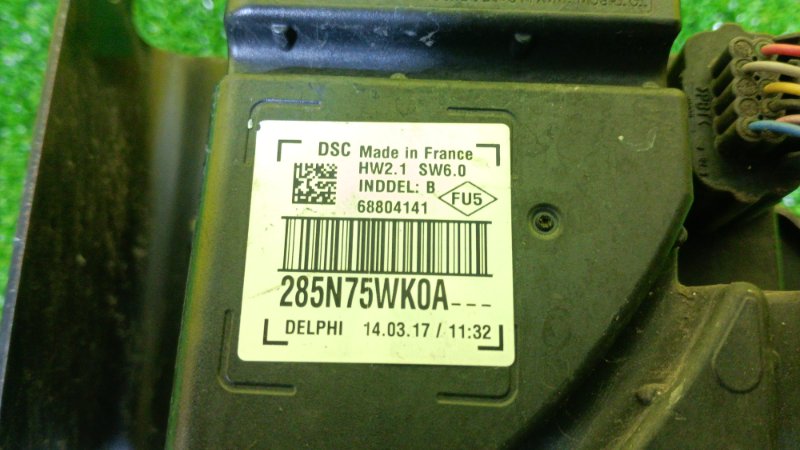 DSC Made in France
HW2.1 SW6.0
INDDEL: B
FU5
68804141
285N75WK0A---
DELPHI 14.03.17 / 11:32